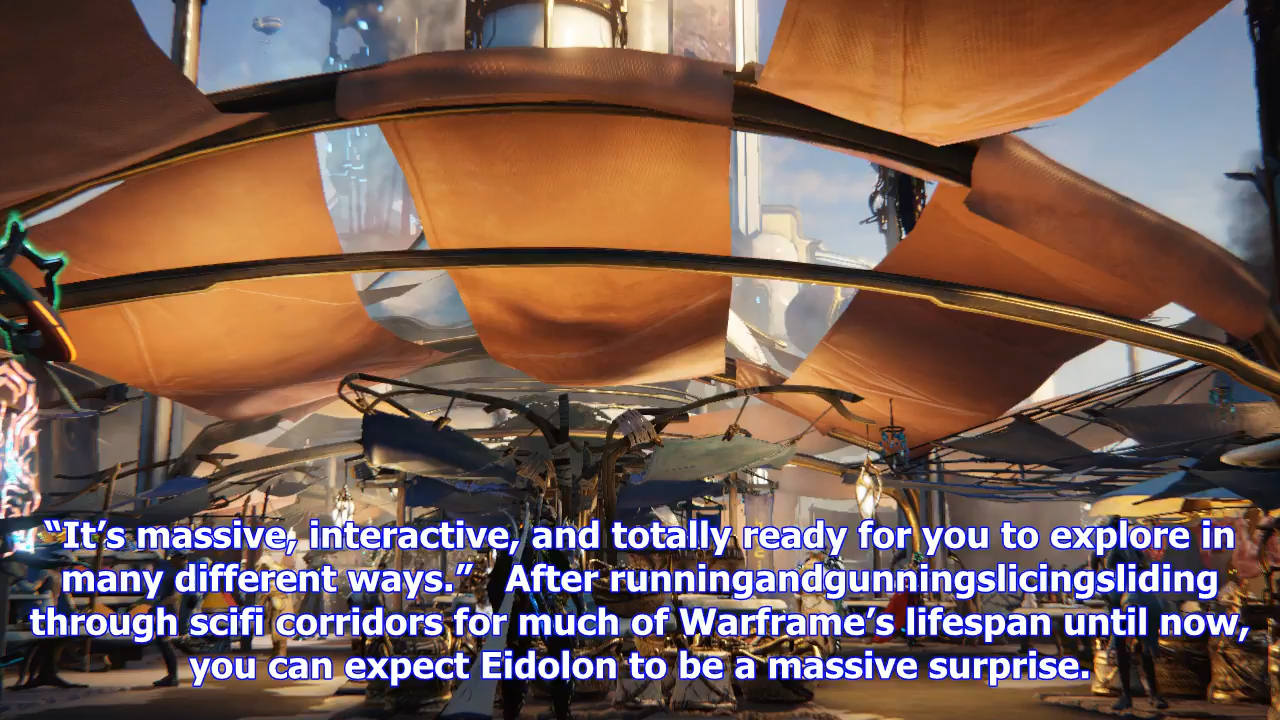 “It’s massive, interactive, and totally ready for you to explore in
many different ways.”   After runningandgunningslicingsliding
through scifi corridors for much of Warframe’s lifespan until now,
you can expect Eidolon to be a massive surprise.